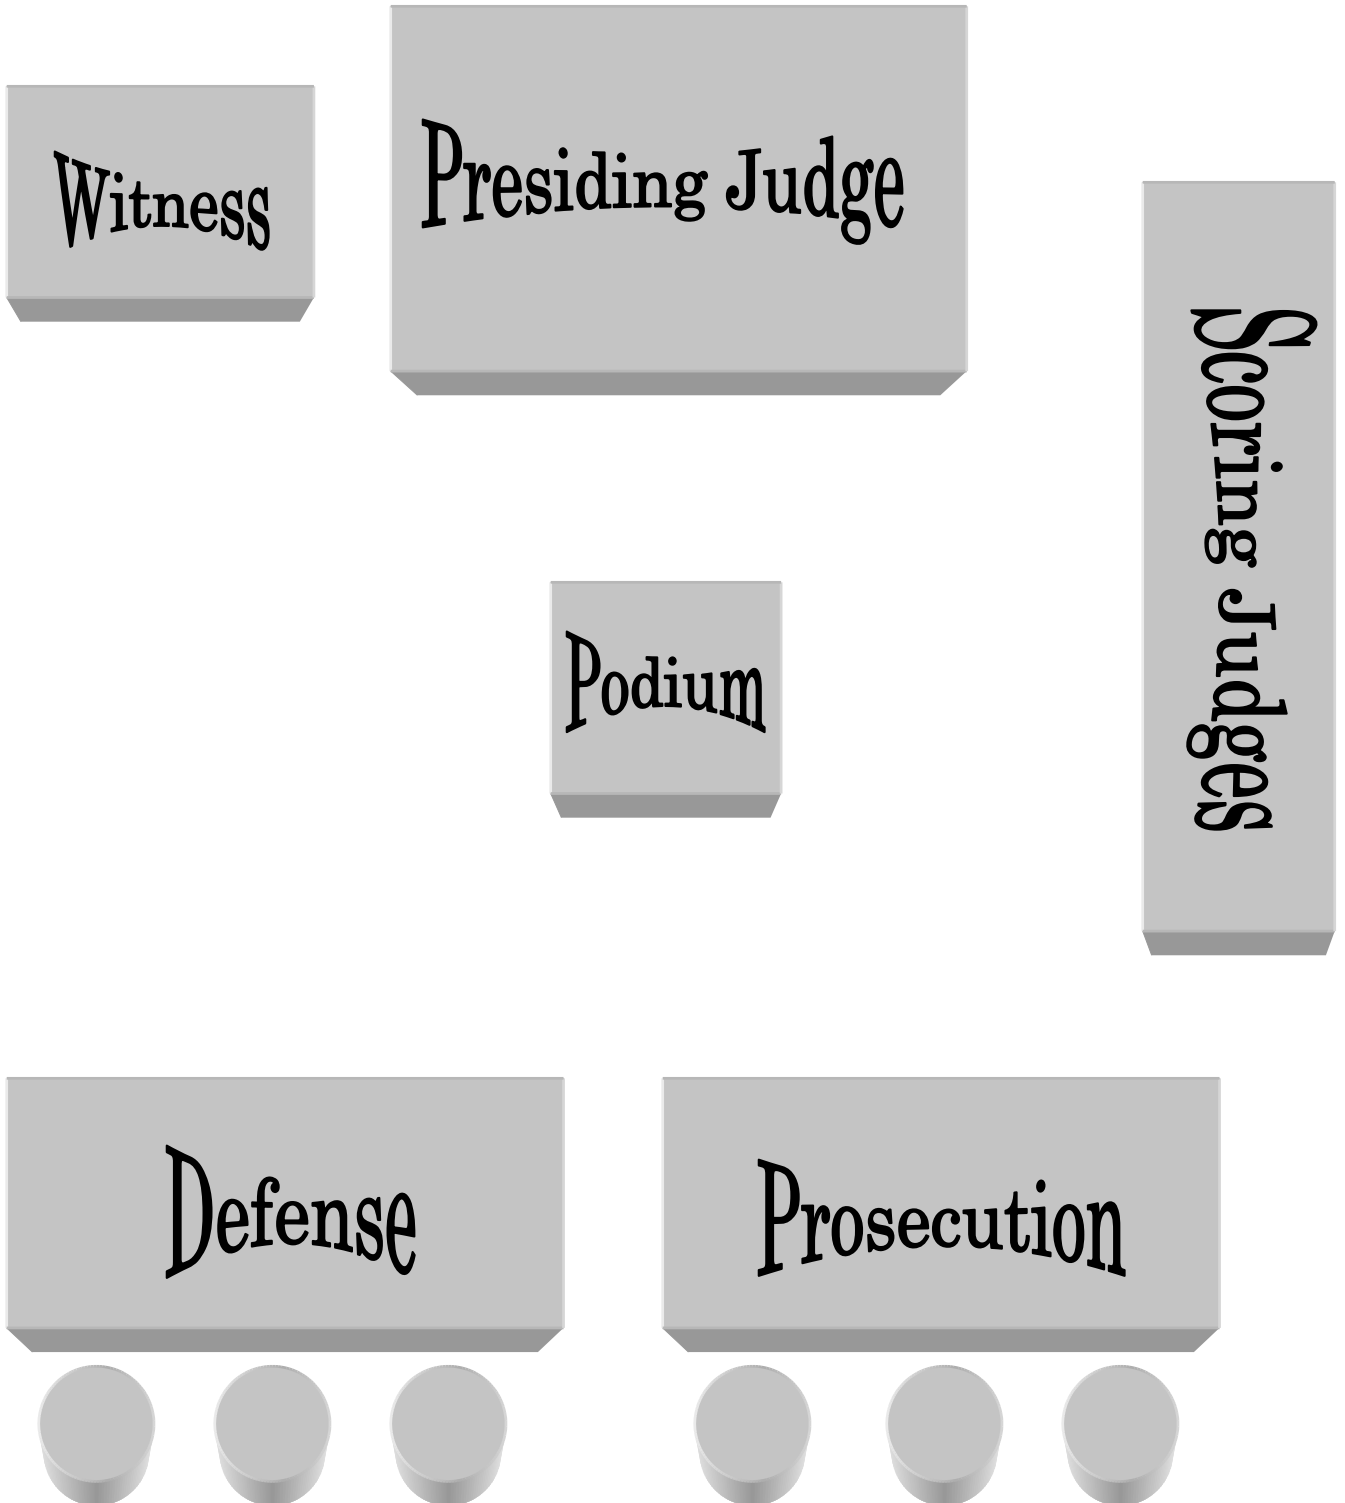 Witness
Presiding Judge
Scoring Judges
Podium
Defense
Prosecution